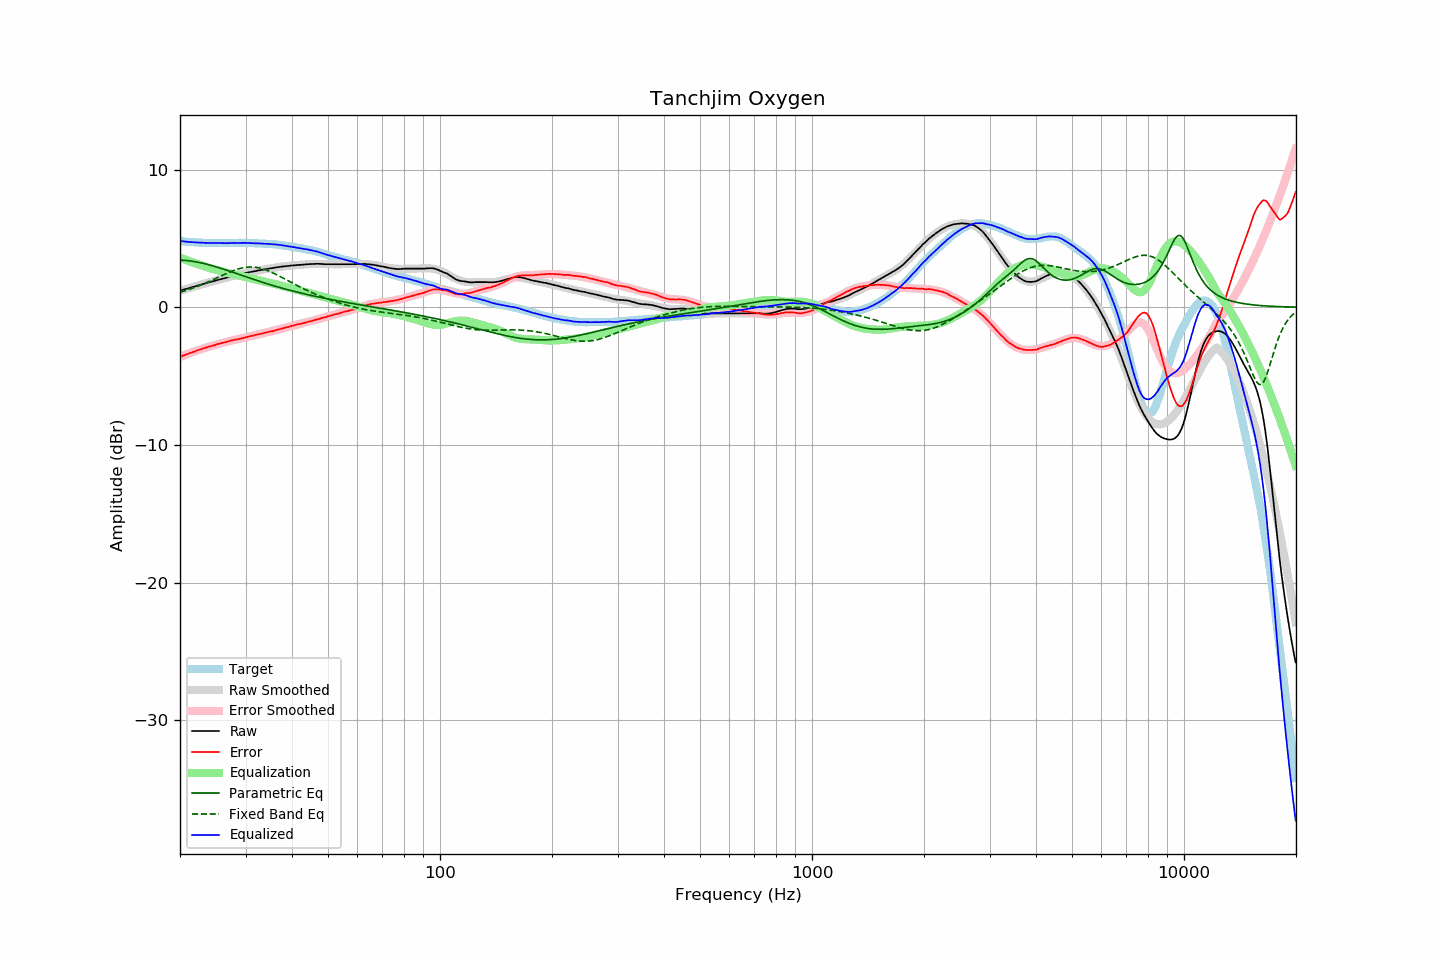 Tanchjim Oxygen
Amplitude (dBr)
10
0
−10
−20
−30
Target
Raw Smoothed
Error Smoothed
Raw
Error
Equalization
Parametric Eq
Fixed Band Eq
Equalized
100
1000
10000
Frequency (Hz)